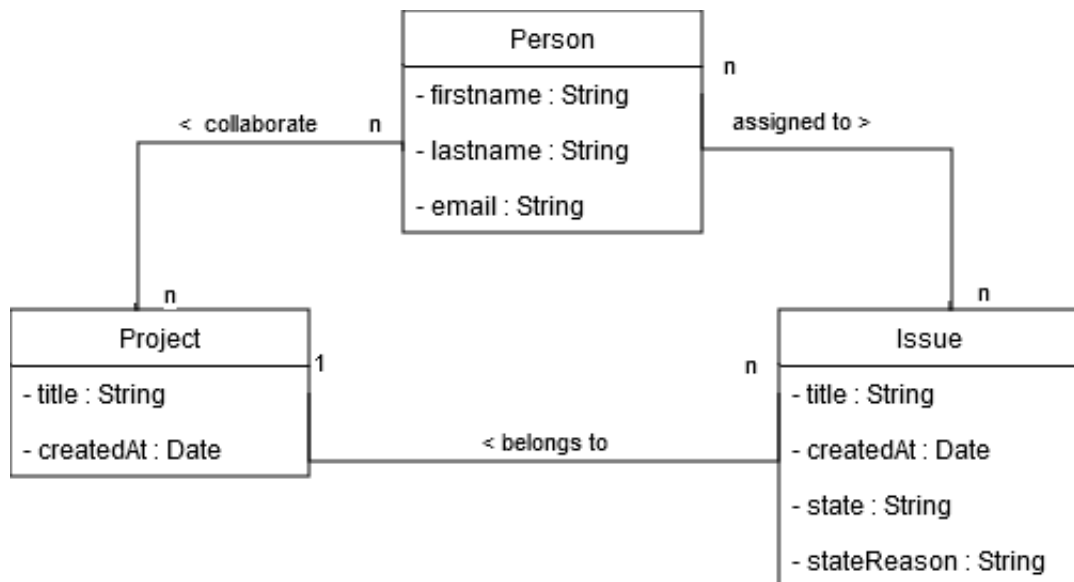 Person
- firstname : String
- lastname : String
- email : String
n
assigned to >
n
< collaborate
n
n
Project
- title : String
- createdAt : Date
1
< belongs to
n
Issue
- title : String
- createdAt : Date
- state : String
- stateReason : String